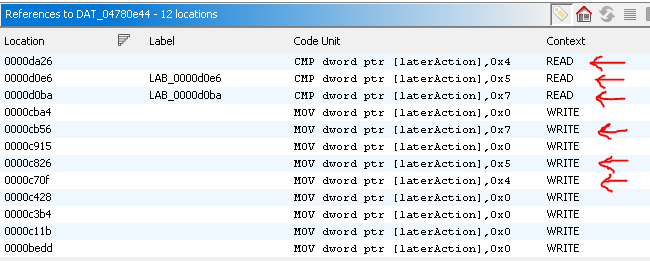 References to DAT_04780e44 - 12 locations
Location Label Code Unit Context
0000da26 CMP dword ptr [laterAction],0x4 READ
0000d0e6 LAB_0000d0e6 CMP dword ptr [laterAction],0x5 READ
0000d0ba LAB_0000d0ba CMP dword ptr [laterAction],0x7 READ
0000cba4 MOV dword ptr [laterAction],0x0 WRITE
0000cb56 MOV dword ptr [laterAction],0x7 WRITE
0000c915 MOV dword ptr [laterAction],0x0 WRITE
0000c826 MOV dword ptr [laterAction],0x5 WRITE
0000c70f MOV dword ptr [laterAction],0x4 WRITE
0000c428 MOV dword ptr [laterAction],0x0 WRITE
0000c3b4 MOV dword ptr [laterAction],0x0 WRITE
0000c11b MOV dword ptr [laterAction],0x0 WRITE
0000bedd MOV dword ptr [laterAction],0x0 WRITE